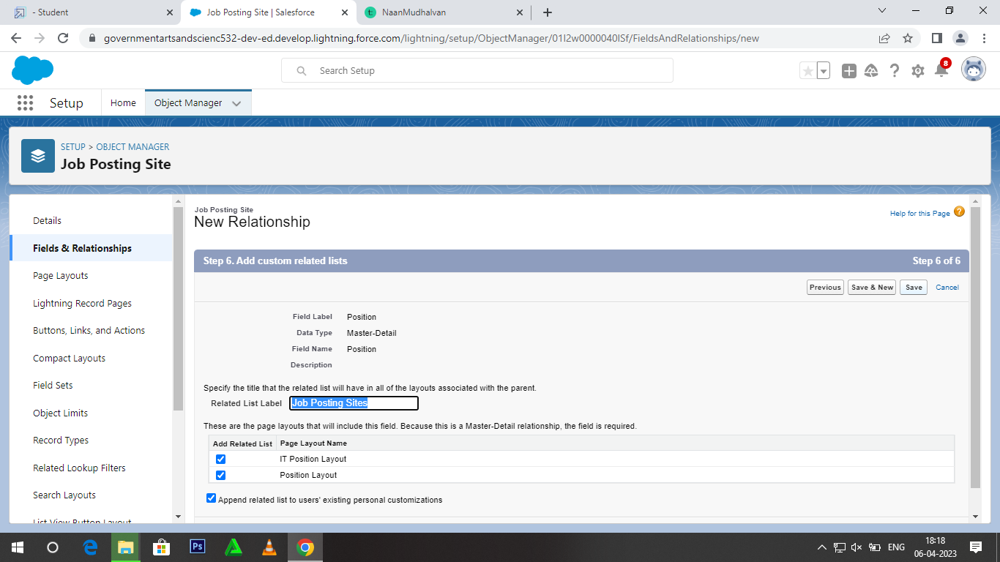 - Student
Job Posting Site | Salesforce
NaanMudhalvan
governmentartsandscienc532-dev-ed.develop.lightning.force.com/lightning/setup/ObjectManager/01I2w0000040lSf/FieldsAndRelationships/new
Search Setup
8
Setup
Home
Object Manager
SETUP > OBJECT MANAGER
Job Posting Site
Details
Fields & Relationships
Page Layouts
Lightning Record Pages
Buttons, Links, and Actions
Compact Layouts
Field Sets
Object Limits
Record Types
Related Lookup Filters
Search Layouts
List View Button Layout
Job Posting Site
New Relationship
Help for this Page
Step 6. Add custom related lists
Step 6 of 6
Previous
Save & New
Save
Cancel
Field Label Position
Data Type Master-Detail
Field Name Position
Description
Specify the title that the related list will have in all of the layouts associated with the parent.
Related List Label Job Posting Sites
These are the page layouts that will include this field. Because this is a Master-Detail relationship, the field is required.
Add Related List Page Layout Name
IT Position Layout
Position Layout
Append related list to users' existing personal customizations
Ps
ENG
18:18
06-04-2023